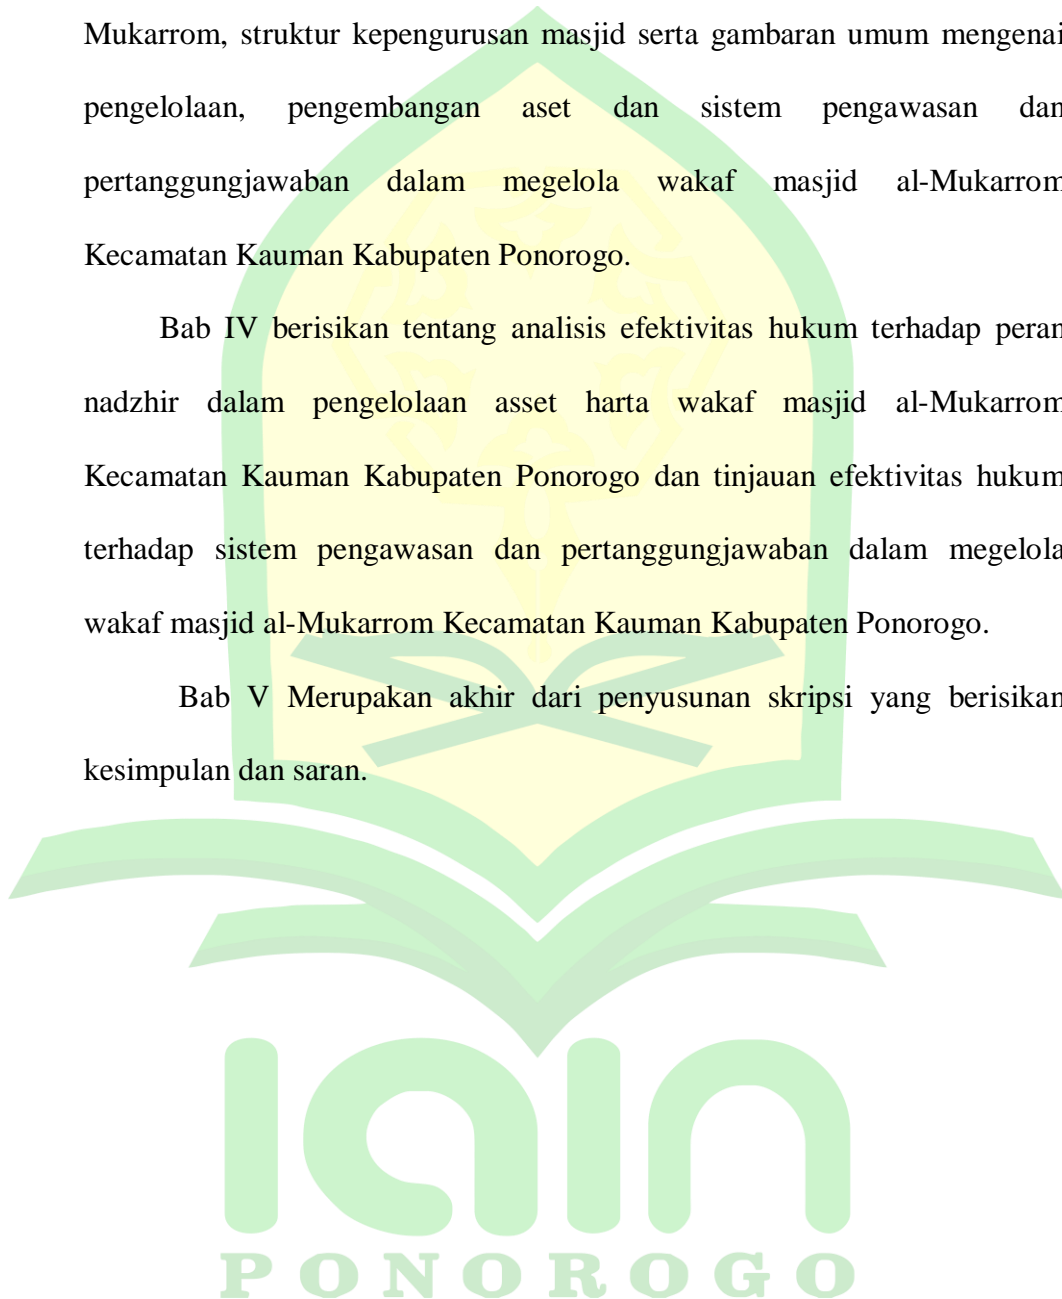 Mukarrom, struktur kepengurusan masjid serta gambaran umum mengenai
pengelolaan, pengembangan aset dan sistem pengawasan dan
pertanggungjawaban dalam megelola wakaf masjid al-Mukarrom
Kecamatan Kauman Kabupaten Ponorogo.
Bab IV berisikan tentang analisis efektivitas hukum terhadap peran
nadzhir dalam pengelolaan asset harta wakaf masjid al-Mukarrom
Kecamatan Kauman Kabupaten Ponorogo dan tinjauan efektivitas hukum
terhadap sistem pengawasan dan pertanggungjawaban dalam megelola
wakaf masjid al-Mukarrom Kecamatan Kauman Kabupaten Ponorogo.
Bab V Merupakan akhir dari penyusunan skripsi yang berisikan
kesimpulan dan saran.
iain
PONOROGO